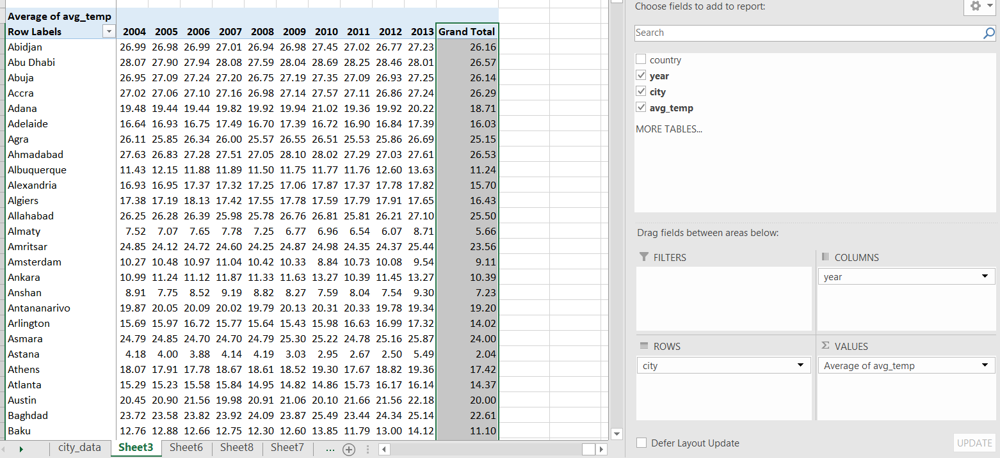 Average of avg_temp
Row Labels 2004 2005 2006 2007 2008 2009 2010 2011 2012 2013 Grand Total
Abidjan 26.99 26.98 26.99 27.01 26.94 26.98 27.45 27.02 26.77 27.23 26.16
Abu Dhabi 28.07 27.90 27.94 28.08 27.59 28.04 28.69 28.25 28.46 28.01 26.57
Abuja 26.95 27.09 27.24 27.20 26.75 27.19 27.35 27.09 26.93 27.25 26.14
Accra 27.02 27.06 27.10 27.16 26.98 27.14 27.57 27.11 26.86 27.24 26.29
Adana 19.48 19.44 19.44 19.82 19.92 19.94 21.02 19.36 19.92 20.22 18.71
Adelaide 16.64 16.93 16.75 17.49 16.70 17.39 16.72 16.90 16.84 17.39 16.03
Agra 26.11 25.85 26.34 26.00 25.57 26.55 26.51 25.53 25.86 26.69 25.15
Ahmadabad 27.63 26.83 27.28 27.51 27.05 28.10 28.02 27.29 27.03 27.61 26.53
Albuquerque 11.43 12.15 11.88 11.89 11.50 11.75 11.77 11.76 12.60 13.63 11.24
Alexandria 16.93 16.95 17.37 17.32 17.25 17.06 17.87 17.37 17.78 17.82 15.70
Algiers 17.38 17.19 18.13 17.42 17.55 17.78 17.59 17.79 17.91 17.65 16.43
Allahabad 26.25 26.28 26.39 25.98 25.78 26.76 26.81 25.81 26.21 27.10 25.50
Almaty 7.52 7.07 7.65 7.78 7.25 6.77 6.96 6.54 6.07 8.71 5.66
Amritsar 24.85 24.12 24.72 24.60 24.25 24.87 24.98 24.35 24.37 25.44 23.56
Amsterdam 10.27 10.48 10.97 11.04 10.42 10.33 8.84 10.73 10.08 9.54 9.11
Ankara 10.99 11.24 11.12 11.87 11.33 11.63 13.27 10.39 11.45 13.27 10.39
Anshan 8.91 7.75 8.52 9.19 8.82 8.27 7.59 8.04 7.54 9.30 7.23
Antananarivo 19.87 20.05 20.09 20.02 19.79 20.13 20.31 20.33 19.78 19.34 19.20
Arlington 15.69 15.97 16.72 15.77 15.64 15.43 15.98 16.63 16.99 17.32 14.02
Asmara 24.79 24.85 24.70 24.70 24.79 25.30 25.22 24.78 25.16 25.87 24.00
Astana 4.18 4.00 3.88 4.14 4.19 3.03 2.95 2.67 2.50 5.49 2.04
Athens 18.07 17.91 17.78 18.67 18.61 18.52 19.30 17.67 18.82 19.36 17.42
Atlanta 15.29 15.23 15.58 15.84 14.95 14.82 14.86 15.73 16.17 16.14 14.37
Austin 20.45 20.90 21.56 19.98 20.91 21.06 20.10 21.66 21.56 22.18 20.00
Baghdad 23.72 23.58 23.82 23.92 24.09 23.87 25.49 23.44 24.34 25.14 22.61
Baku 12.76 12.88 12.66 12.75 12.30 12.60 13.85 11.79 13.00 14.12 11.10
city_data Sheet3 Sheet6 Sheet8 Sheet7 ...
Choose fields to add to report:
Search
country
year
city
avg_temp
MORE TABLES...
Drag fields between areas below:
FILTERS
COLUMNS
year
ROWS
Σ VALUES
city
Average of avg_temp
Defer Layout Update
UPDATE